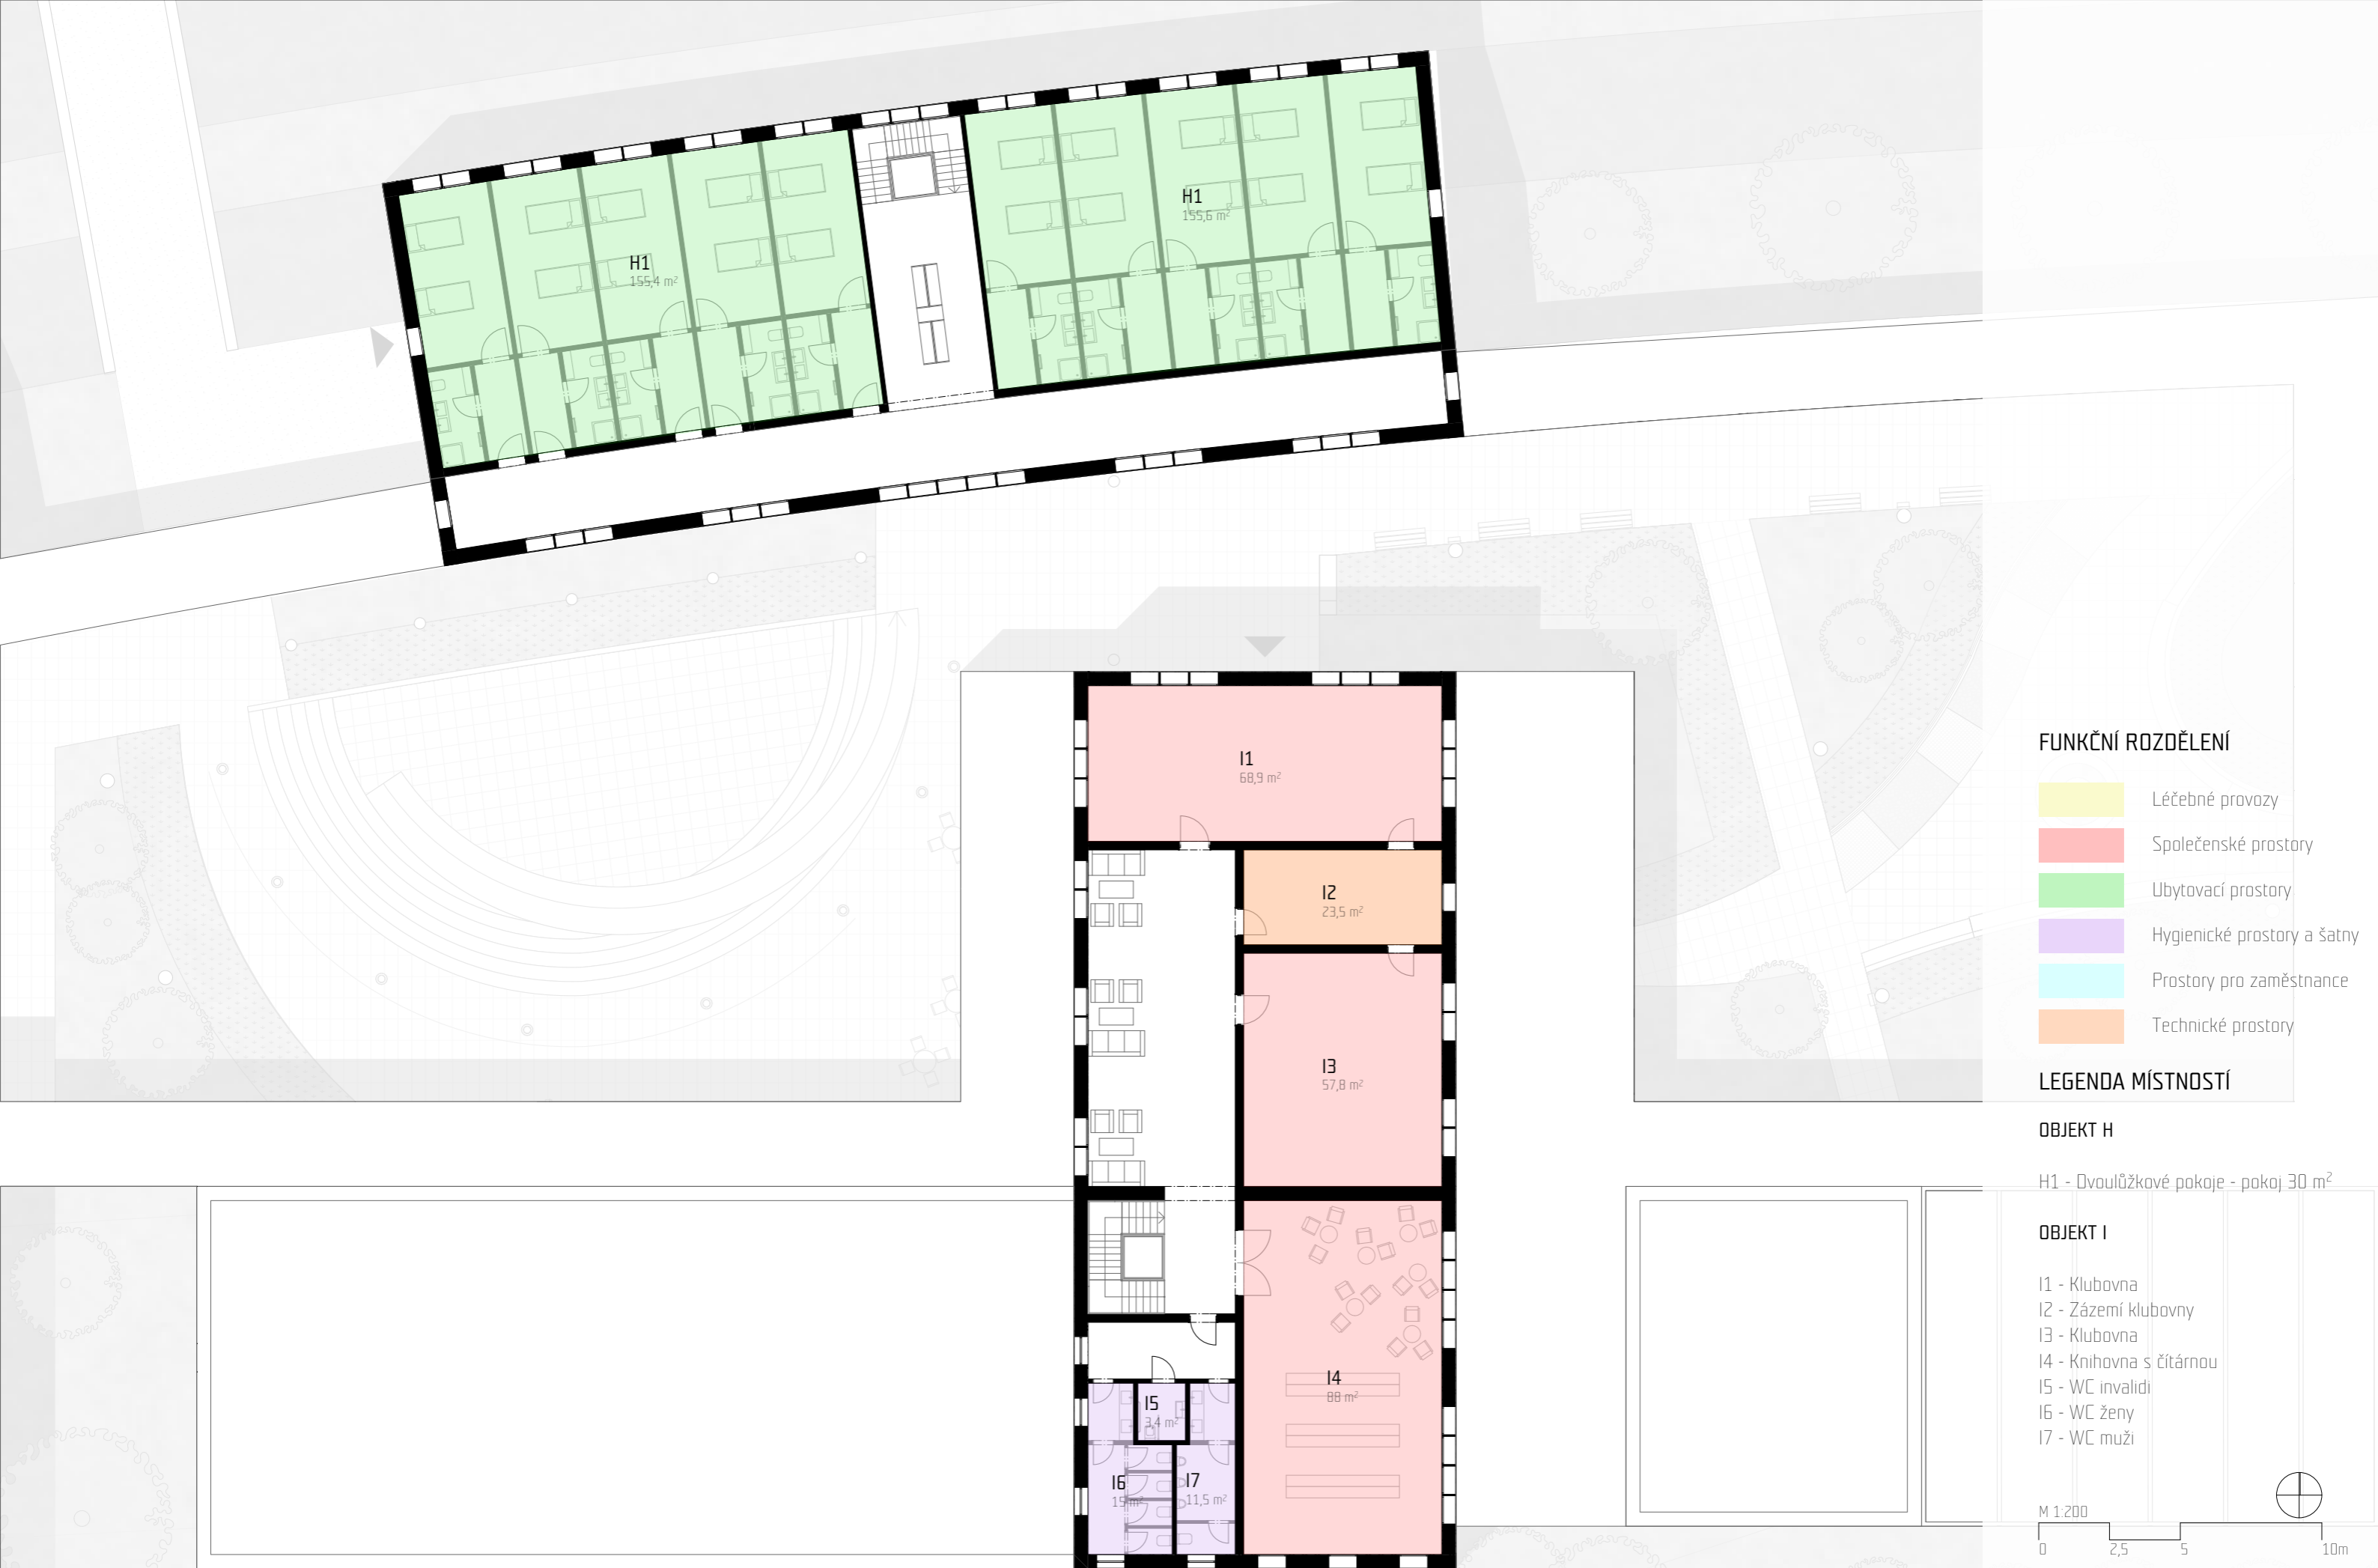 H1
155,6 m²
H1
155,4 m²
I1
68,9 m²
I2
23,5 m²
I3
57,8 m²
I4
88 m²
I5
3,4 m²
I6
15 m²
I7
11,5 m²
FUNKČNÍ ROZDĚLENÍ
Léčebné provozy
Společenské prostory
Ubytovací prostory
Hygienické prostory a šatny
Prostory pro zaměstnance
Technické prostory
LEGENDA MÍSTNOSTÍ
OBJEKT H
H1 - Dvoulůžkové pokoje - pokoj 30 m²
OBJEKT I
I1 - Klubovna
I2 - Zázemí klubovny
I3 - Klubovna
I4 - Knihovna s čítárnou
I5 - WC invalidi
I6 - WC ženy
I7 - WC muži
M 1:200
0 2,5 5 10m